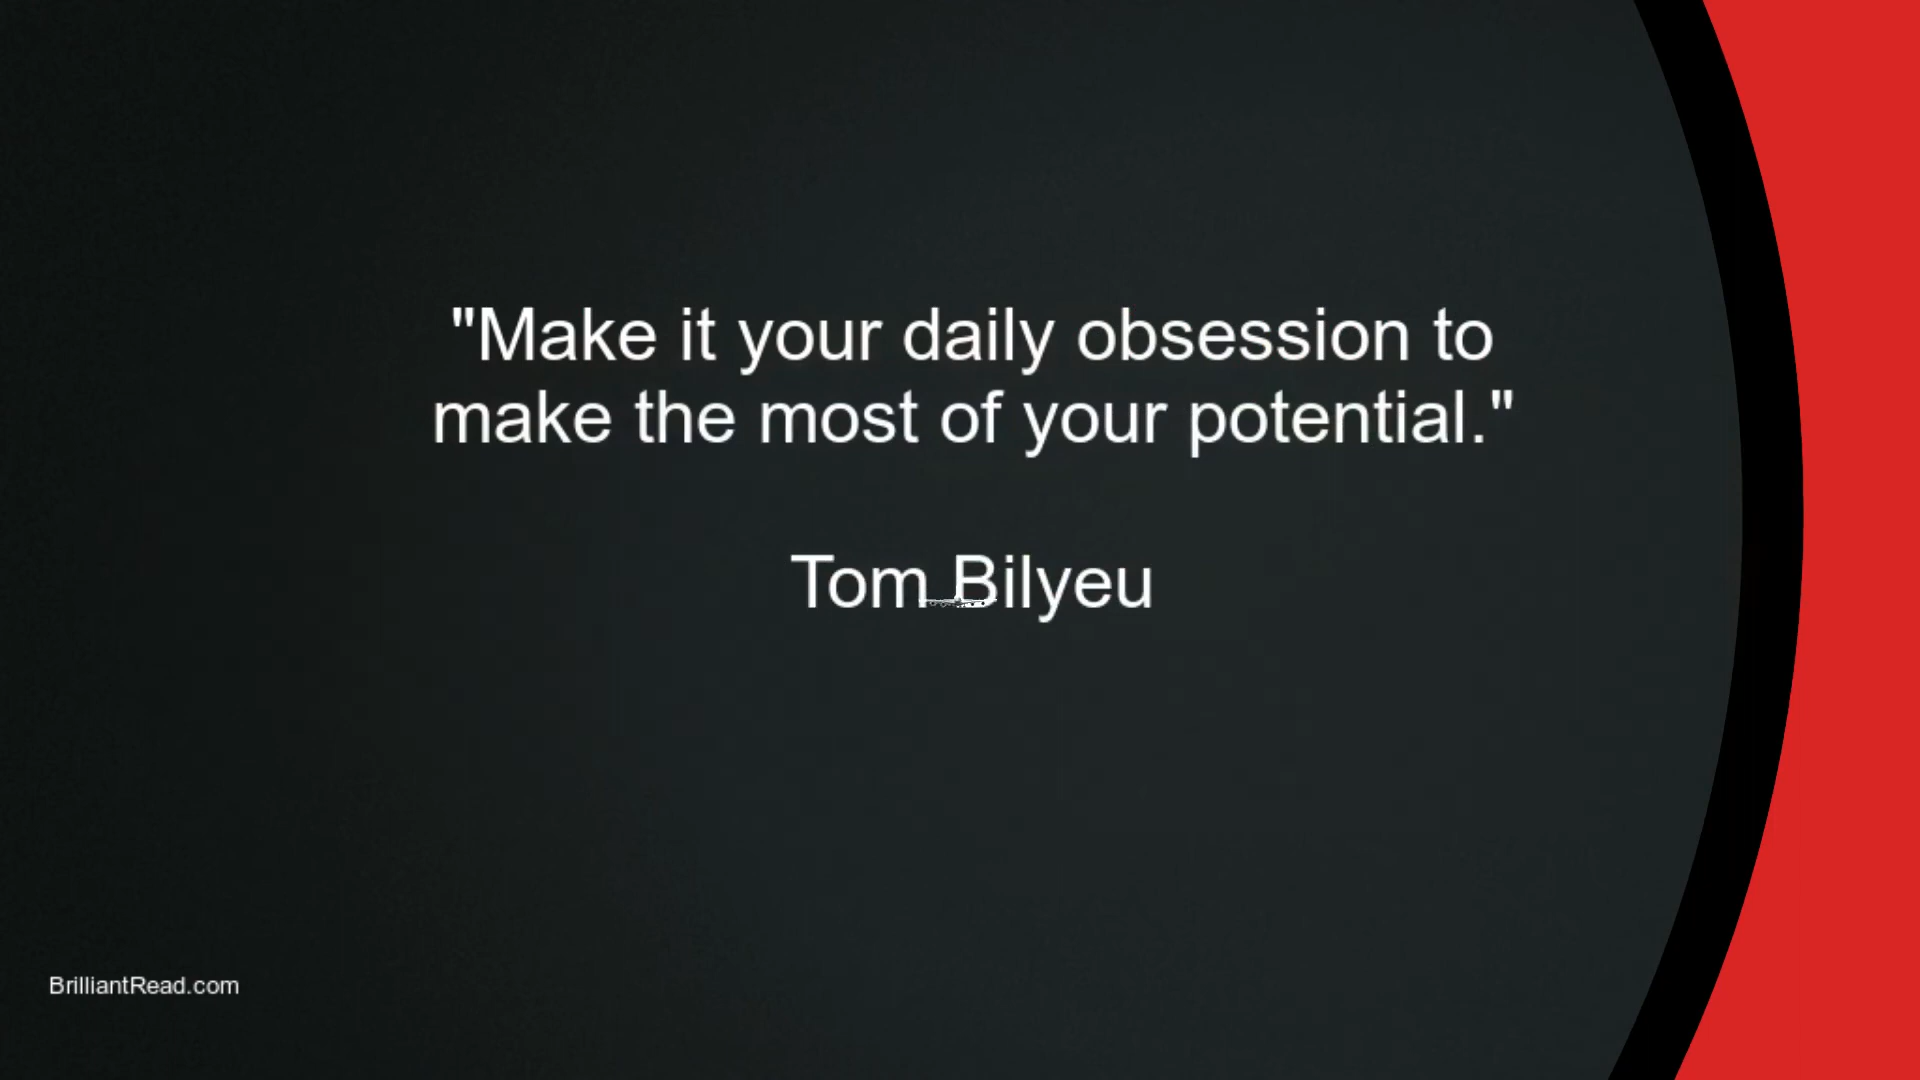 "Make it your daily obsession to
make the most of your potential."
Tom Bilyeu
BrilliantRead.com